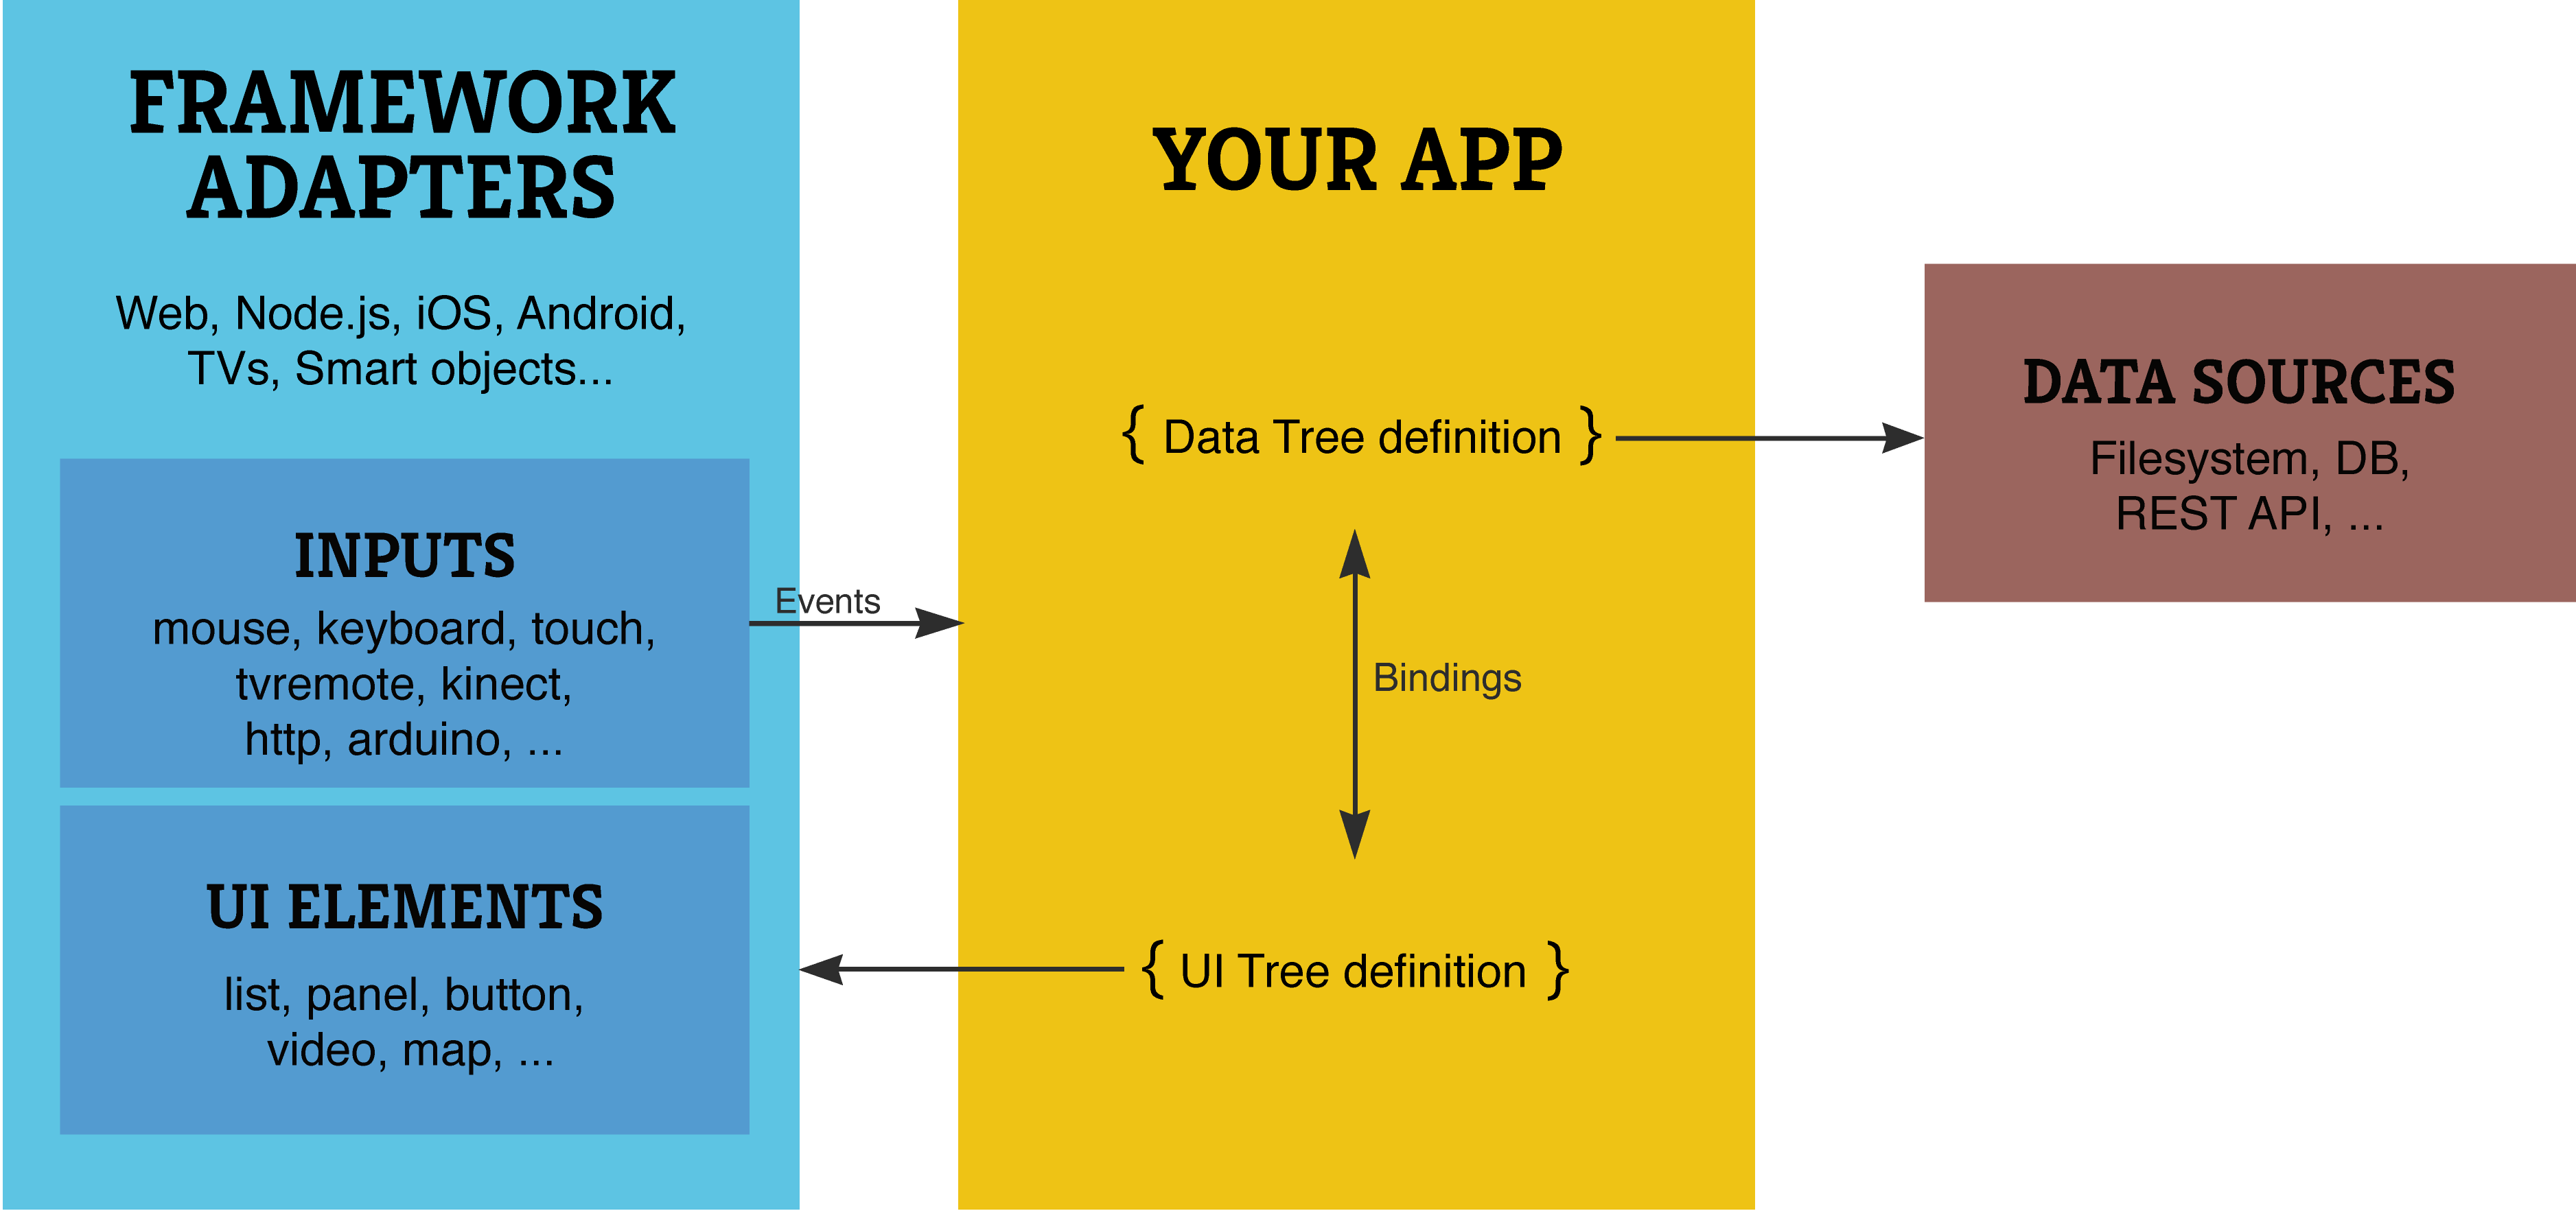 FRAMEWORK
ADAPTERS
Web, Node.js, iOS, Android,
TVs, Smart objects...
INPUTS
mouse, keyboard, touch,
tvremote, kinect,
http, arduino, ...
UI ELEMENTS
list, panel, button,
video, map, ...
Events
YOUR APP
{ Data Tree definition }
Bindings
{ UI Tree definition }
DATA SOURCES
Filesystem, DB,
REST API, ...